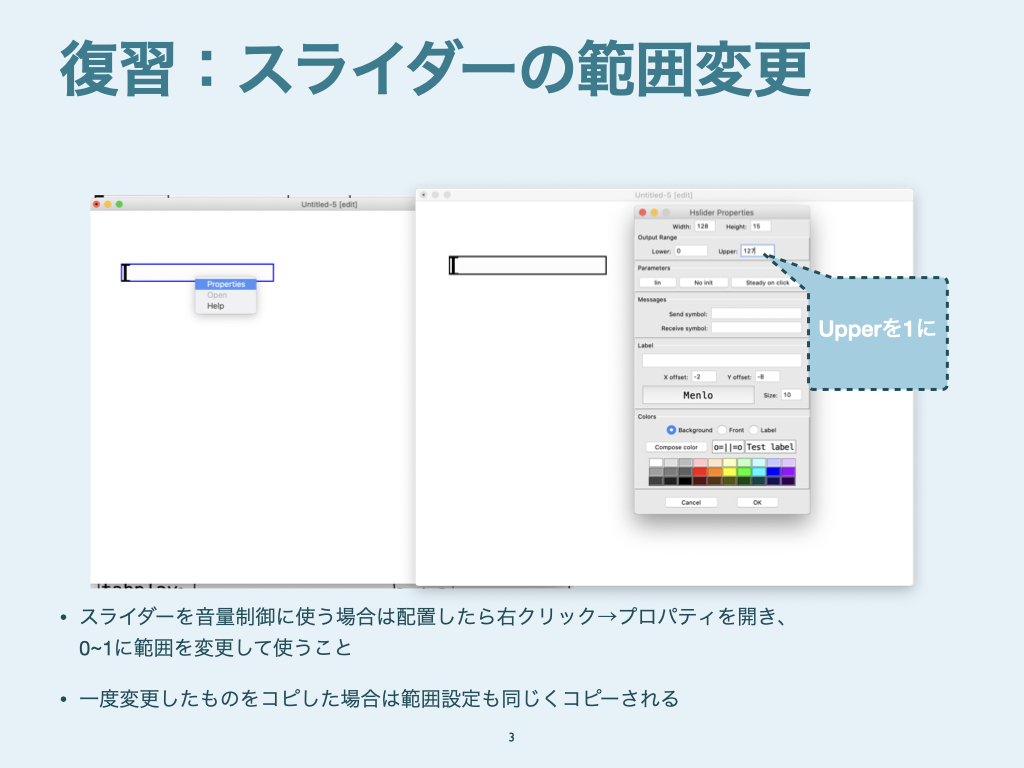 復習：スライダーの範囲変更
Untitled-5 [edit]
Properties
Open
Help
Untitled-5 [edit]
Hslider Properties
Width: 128 Height: 15
Output Range
Lower: 0 Upper: 127
Parameters
lin No init Steady on click
Messages
Send symbol:
Receive symbol:
Label
X offset: -2 Y offset: -8
Menlo Size: 10
Colors
Background Front Label
Compose color o=||=o Test label
Cancel OK
Upperを1に
• スライダーを音量制御に使う場合は配置したら右クリック→プロパティを開き、
0~1に範囲を変更して使うこと
• 一度変更したものをコピした場合は範囲設定も同じくコピーされる
3